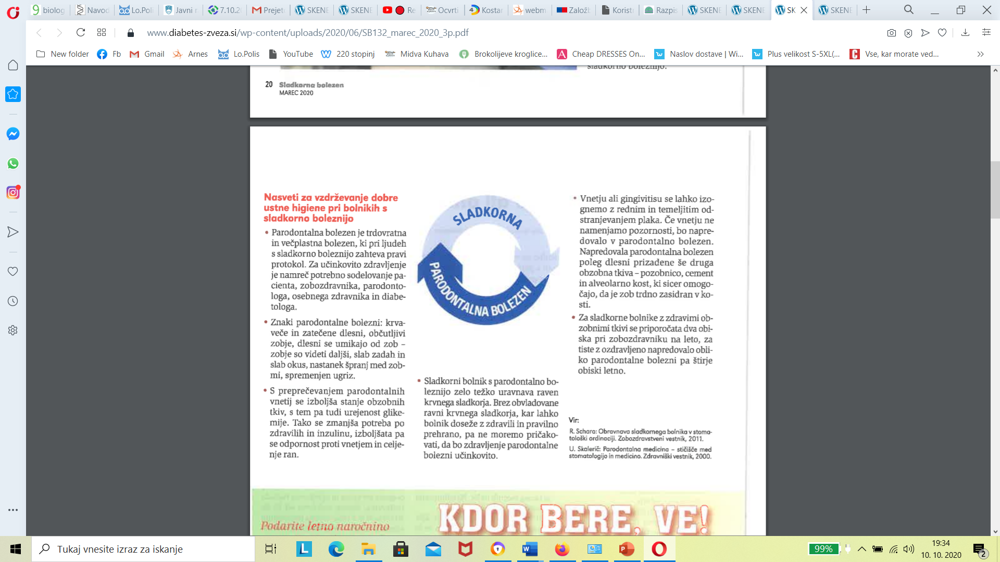 biolog
Navod
Lo.Poli
Javni r
7.10.20
Prejet
SKENE
SKENE
Re
Ocvrti
Kostar
webm
Založb
Koristi
Razpis
SKENE
SKENE
SK
SKENE
www.diabetes-zveza.si/wp-content/uploads/2020/06/SB132_marec_2020_3p.pdf
New folder
Fb
Gmail
Arnes
Lo.Polis
YouTube
220 stopinj
Midva Kuhava
Brokolijeve kroglice...
Cheap DRESSES On...
Naslov dostave | Wi...
Plus velikost S-5XL(...
Vse, kar morate ved...
sladkorno boleznijo.
20 Sladkorna bolezen
MAREC 2020
Nasveti za vzdrževanje dobre
ustne higiene pri bolnikih s
sladkorno boleznijo
• Parodontalna bolezen je trdovratna
in večplastna bolezen, ki pri ljudeh
s sladkorno boleznijo zahteva pravi
protokol. Za učinkovito zdravljenje
je namreč potrebno sodelovanje pa-
cienta, zobozdravnika, parodonto-
loga, osebnega zdravnika in diabe-
tologa.
• Znaki parodontalne bolezni: krva-
veče in zatečene dlesni, občutljivi
zobje, dlesni se umikajo od zob –
zobje so videti daljši, slab zadah in
slab okus, nastanek špranj med zob-
mi, spremenjen ugriz.
• S preprečevanjem parodontalnih
vnetij se izboljša stanje obzobnih
tkiv, s tem pa tudi urejenost glike-
mije. Tako se zmanjša potreba po
zdravilih in inzulinu, izboljšata pa
se odpornost proti vnetjem in celje-
nje ran.
SLADKORNA
PARODONTALNA BOLEZEN
• Sladkorni bolnik s parodontalno bo-
leznijo zelo težko uravnava raven
krvnega sladkorja. Brez obvladovane
ravni krvnega sladkorja, kar lahko
bolnik doseže z zdravili in pravilno
prehrano, pa ne moremo pričako-
vati, da bo zdravljenje parodontalne
bolezni učinkovito.
• Vnetju ali gingivitisu se lahko izo-
gnemo z rednim in temeljitim od-
stranjevanjem plaka. Če vnetju ne
namenjamo pozornosti, bo napre-
dovalo v parodontalno bolezen.
Napredovala parodontalna bolezen
poleg dlesni prizadene še druga
obzobna tkiva – pozobnico, cement
in alveolarno kost, ki sicer omogo-
čajo, da je zob trdno zasidran v ko-
sti.
• Za sladkorne bolnike z zdravimi ob-
zobnimi tkivi se priporočata dva obi-
ska pri zobozdravniku na leto, za
tiste z ozdravljeno napredovalo obli-
ko parodontalne bolezni pa štirje
obiski letno.
Vir:
R. Schara: Obravnava sladkornega bolnika v stoma-
tološki ordinaciji. Zobozdravstveni vestnik, 2011.
U. Skalerič: Parodontalna medicina – stičišče med
stomatologijo in medicino. Zdravniški vestnik, 2000.
Podarite letno naročnino
KDOR BERE, VE!
Tukaj vnesite izraz za iskanje
99%
19:34
10. 10. 2020
2